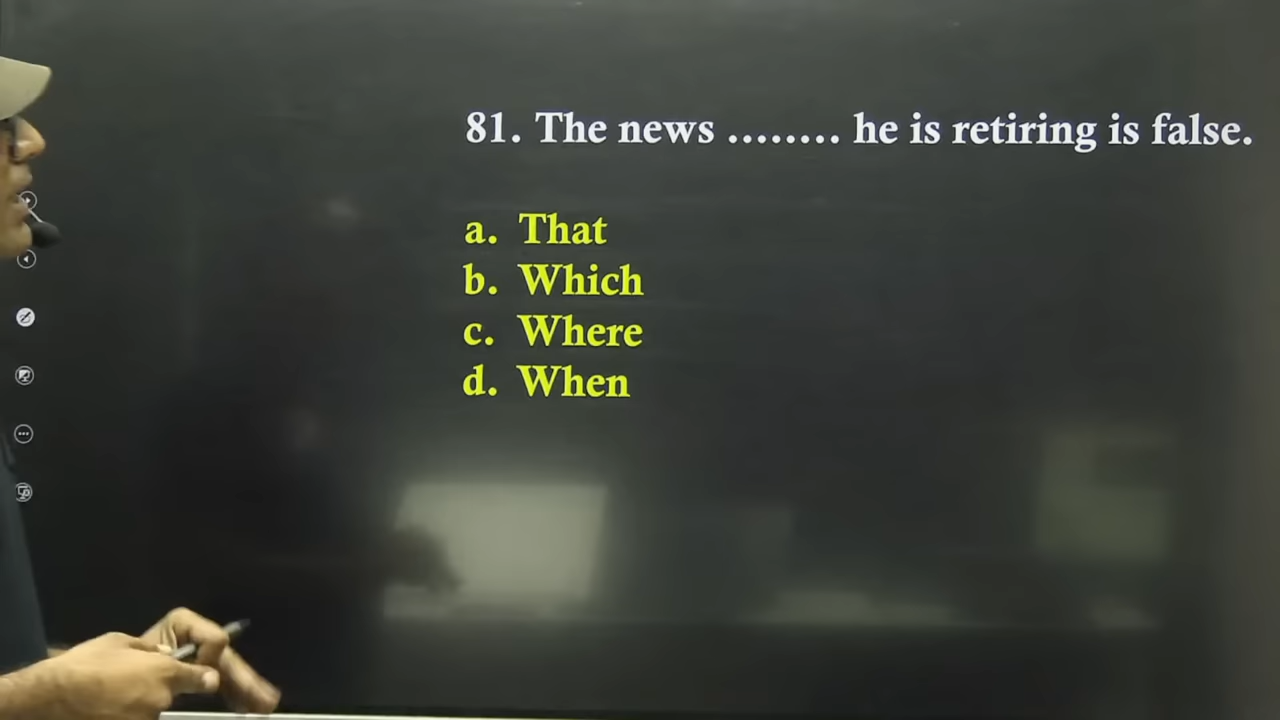 81. The news ........ he is retiring is false.
a. That
b. Which
c. Where
d. When